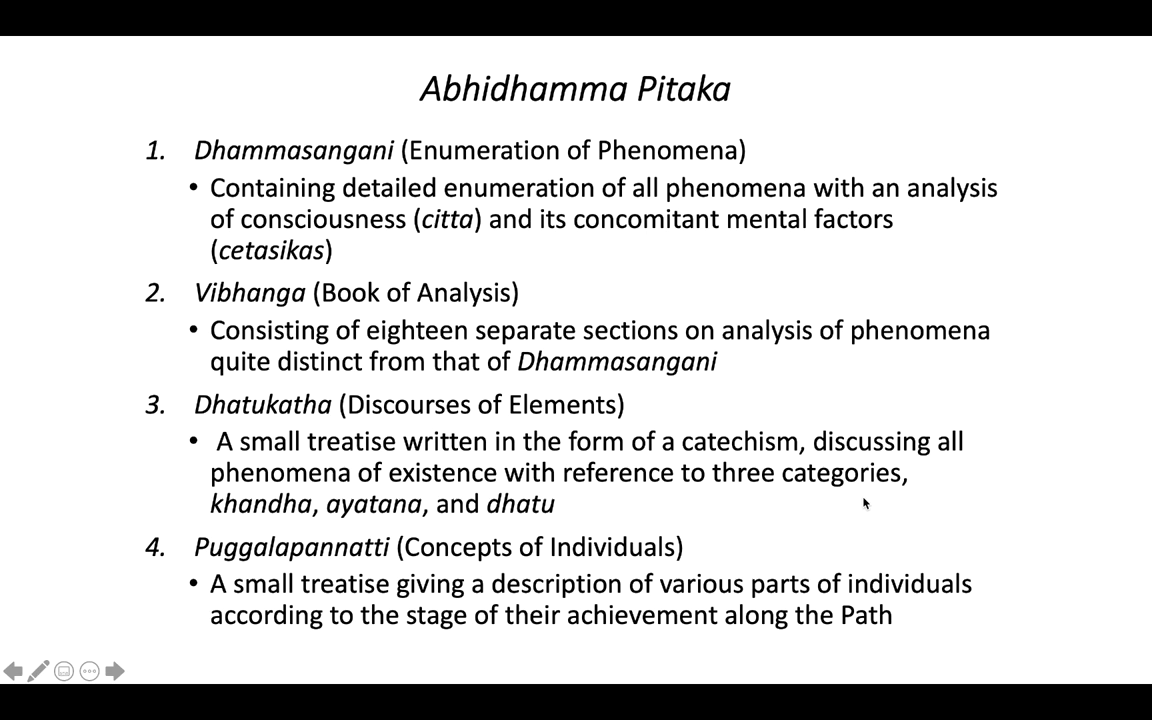 Abhidhamma Pitaka
1. Dhammasangani (Enumeration of Phenomena)
• Containing detailed enumeration of all phenomena with an analysis
of consciousness (citta) and its concomitant mental factors
(cetasikas)
2. Vibhanga (Book of Analysis)
• Consisting of eighteen separate sections on analysis of phenomena
quite distinct from that of Dhammasangani
3. Dhatukatha (Discourses of Elements)
• A small treatise written in the form of a catechism, discussing all
phenomena of existence with reference to three categories,
khandha, ayatana, and dhatu
4. Puggalapannatti (Concepts of Individuals)
• A small treatise giving a description of various parts of individuals
according to the stage of their achievement along the Path